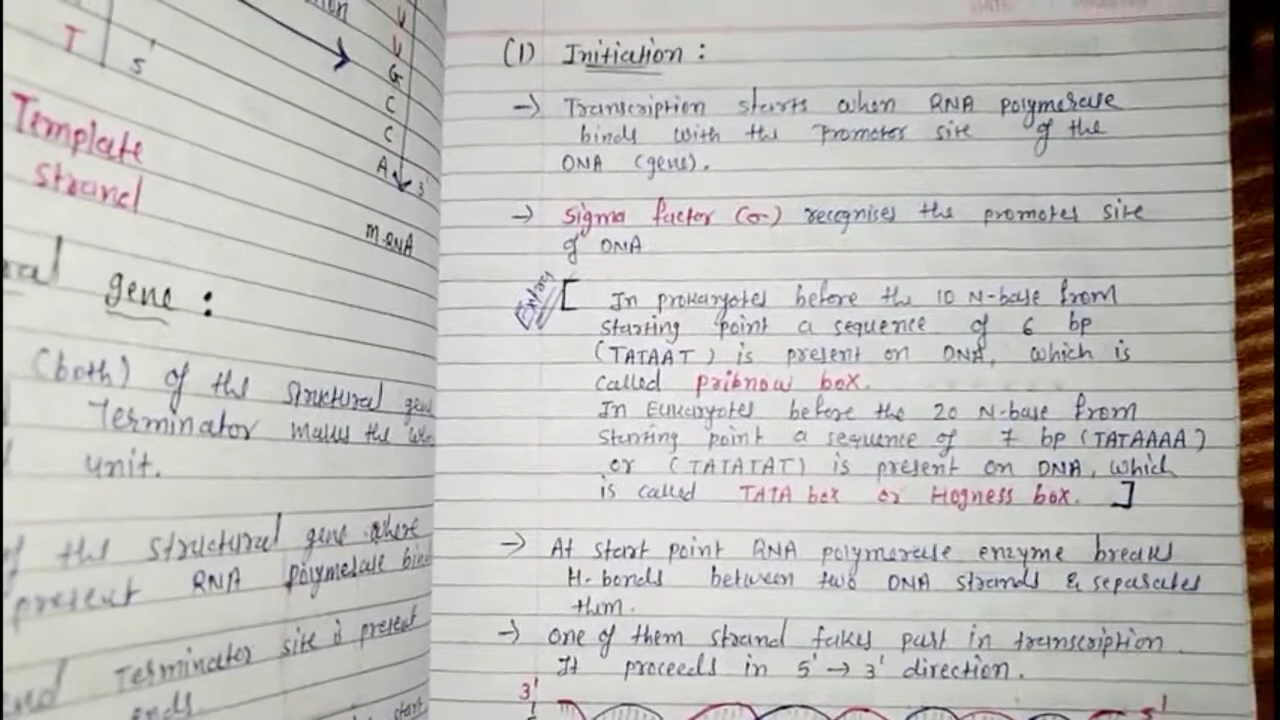 T
5'
U
U
G
C
C
A
3'
Template
strand
m-RNA
gene :
(both) of the structural gene
Terminator makes the
unit.
of the structural gene where
present RNA polymerase
Terminator site is present
ends.
start
(1) Initiation :
→ Transcription starts when RNA polymerase
binds with the promoter site of the
DNA (gene).
→ Sigma factor (σ) recognises the promoter site
of DNA
Extra
[ In prokaryotes before the 10 N-base from
starting point a sequence of 6 bp
(TATAAT) is present on DNA, which is
called pribnow box.
In Eukaryotes before the 20 N-base from
starting point a sequence of 7 bp (TATAAAA)
or (TATATAT) is present on DNA, which
is called TATA box or Hogness box. ]
→ At start point RNA polymerase enzyme breaks
H-bonds between two DNA strands & separates
them.
→ one of them strand takes part in transcription.
It proceeds in 5' → 3' direction.
3'
5'